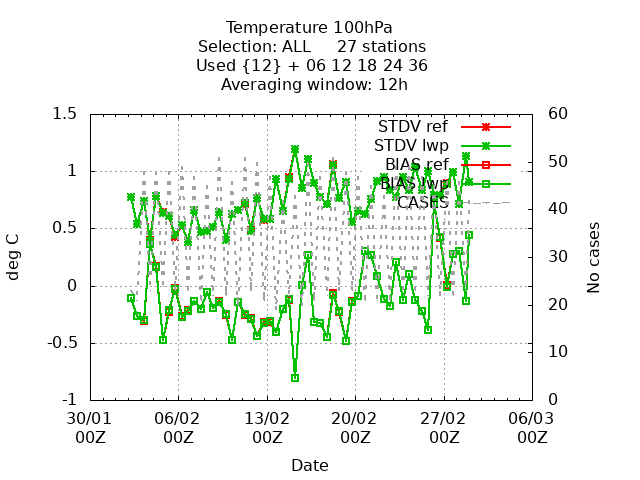 Temperature 100hPa
Selection: ALL 27 stations
Used {12} + 06 12 18 24 36
Averaging window: 12h
1.5
1
0.5
0
-0.5
-1
deg C
60
50
40
30
20
10
0
No cases
STDV ref
STDV lwp
BIAS ref
BIAS lwp
CASES
30/01 06/02 13/02 20/02 27/02 06/03
00Z 00Z 00Z 00Z 00Z 00Z
Date